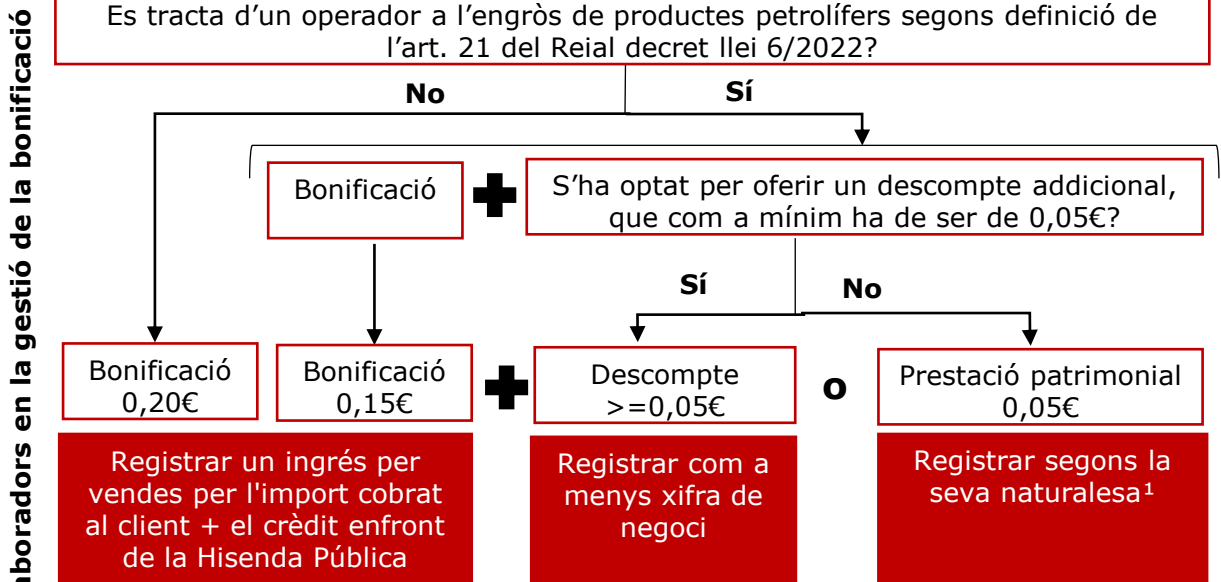 Es tracta d’un operador a l’engròs de productes petrolífers segons definició de
l’art. 21 del Reial decret llei 6/2022?
No
Sí
Bonificació
S’ha optat per oferir un descompte addicional,
que com a mínim ha de ser de 0,05€?
Sí
No
Bonificació
0,20€
Bonificació
0,15€
Descompte
>=0,05€
o
Prestació patrimonial
0,05€
Registrar un ingrés per
vendes per l'import cobrat
al client + el crèdit enfront
de la Hisenda Pública
Registrar com a
menys xifra de
negoci
Registrar segons la
seva naturalesa¹
en la gestió de la bonificació